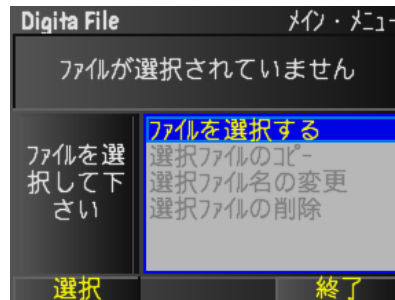 Digita File ﾒｲﾝ・ﾒﾆｭｰ
ﾌｧｲﾙが選択されていません
ﾌｧｲﾙを選
択して下
さい
ﾌｧｲﾙを選択する
選択ﾌｧｲﾙのｺﾋﾟｰ
選択ﾌｧｲﾙ名の変更
選択ﾌｧｲﾙの削除
選択 終了